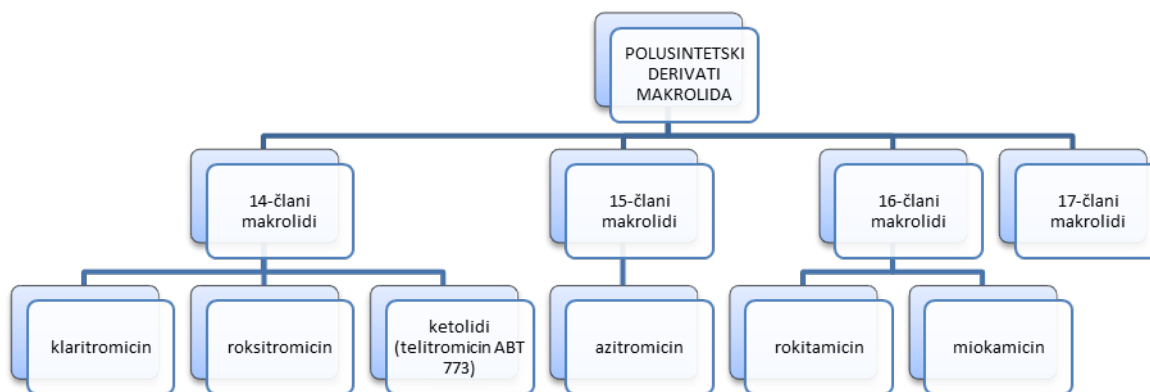 POLUSINTETSKI
DERIVATI
MAKROLIDA
14-člani
makrolidi
15-člani
makrolidi
16-člani
makrolidi
17-člani
makrolidi
klaritromicin
roksitromicin
ketolidi
(telitromicin ABT
773)
azitromicin
rokitamicin
miokamicin